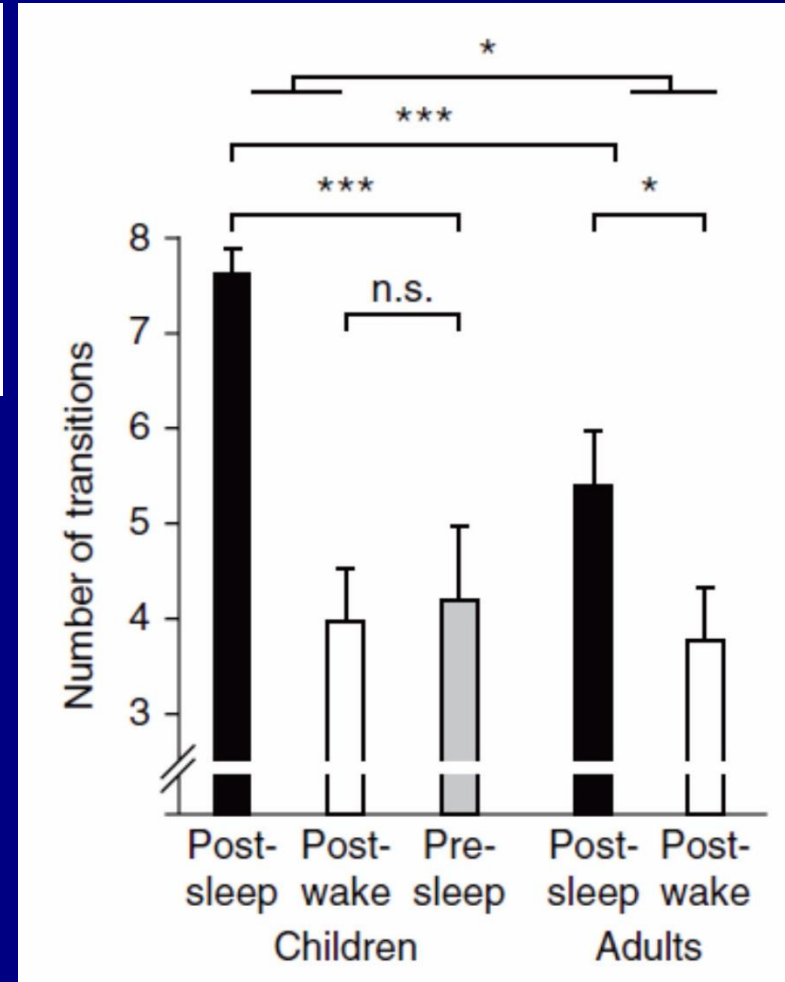 *
***
***
*
n.s.
8
7
6
5
4
3
Number of transitions
Post- Post- Pre- Post- Post-
sleep wake sleep sleep wake
Children Adults